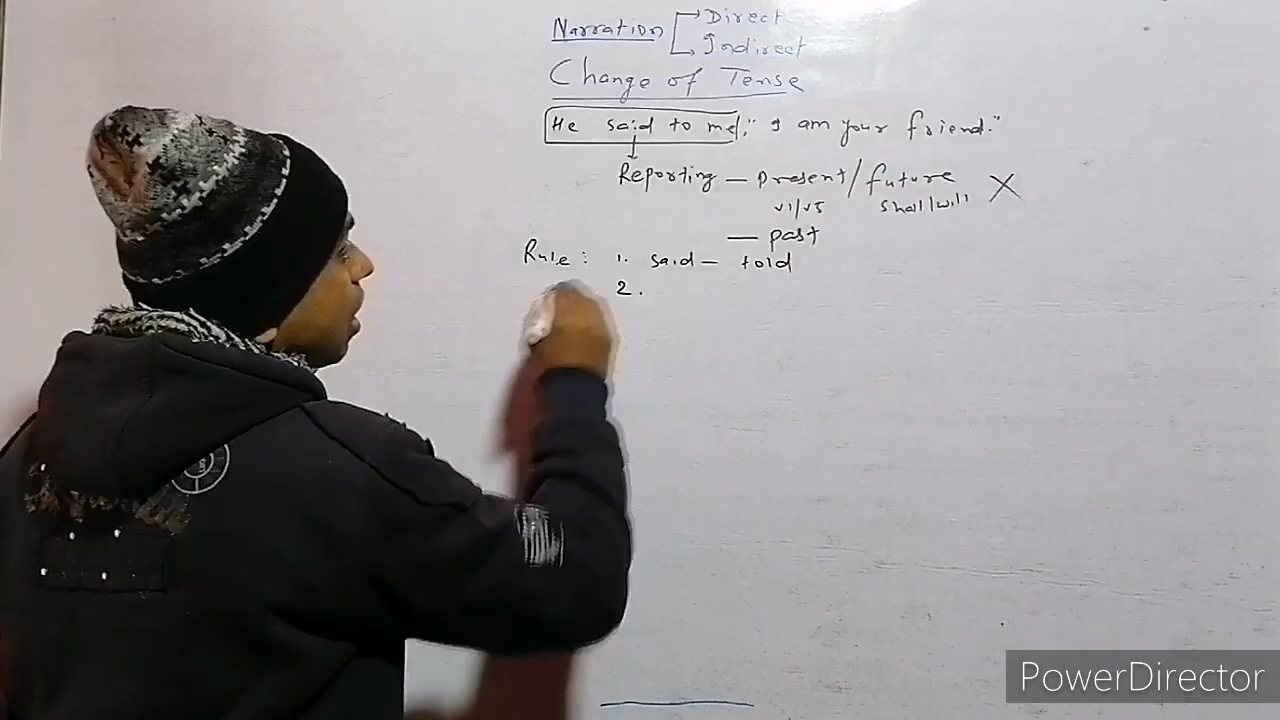 Narration Direct
Indirect
Change of Tense
He said to me, "I am your friend."
Reporting — Present/future X
v1/v5 shall/will
— past
Rule: 1. said — told
2.
PowerDirector